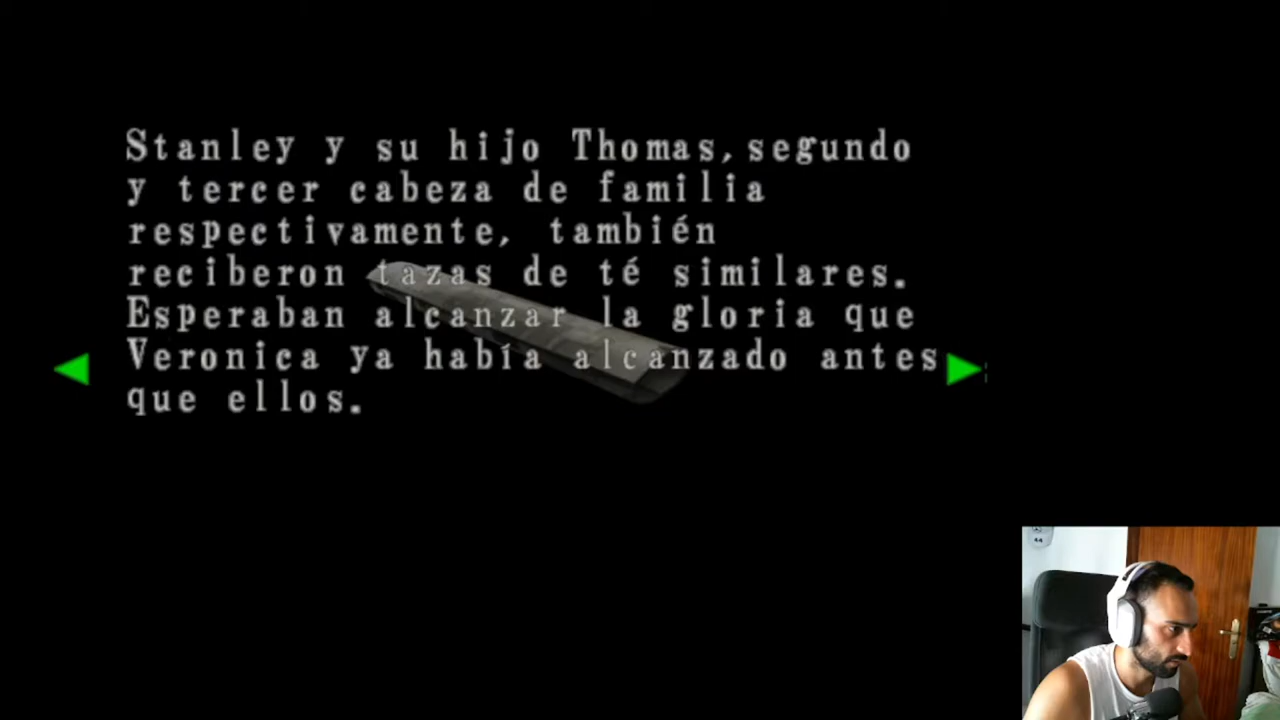 Stanley y su hijo Thomas,segundo
y tercer cabeza de familia
respectivamente, también
reciberon tazas de té similares.
Esperaban alcanzar la gloria que
Veronica ya había alcanzado antes
que ellos.